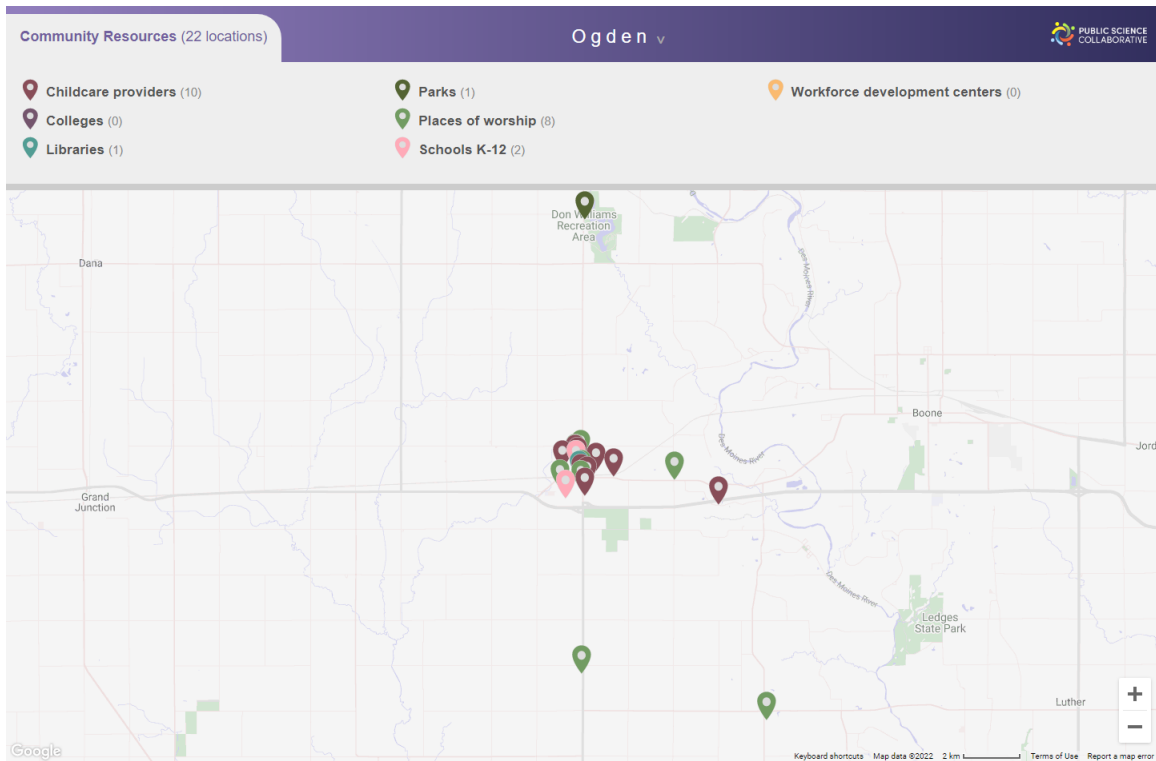 Community Resources (22 locations)
Ogden v
PUBLIC SCIENCE
COLLABORATIVE
Childcare providers (10)
Colleges (0)
Libraries (1)
Parks (1)
Places of worship (8)
Schools K-12 (2)
Workforce development centers (0)
Don Williams
Recreation
Area
Dana
Des Moines River
Boone
Des Moines River
Jord
Grand
Junction
Des Moines River
Ledges
State Park
Luther
Google
Keyboard shortcuts Map data ©2022 2 km Terms of Use Report a map error